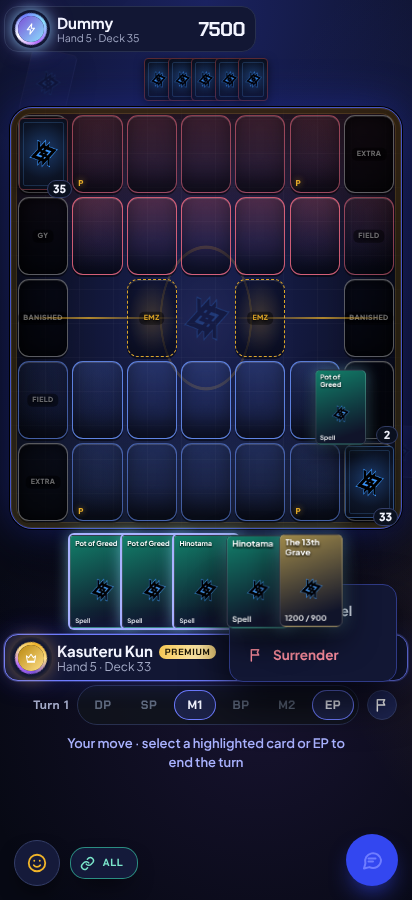 Dummy
Hand 5 · Deck 35
7500
35
P
P
EXTRA
GY
FIELD
BANISHED
EMZ
EMZ
BANISHED
FIELD
Pot of
Greed
Spell
2
EXTRA
P
P
33
Pot of Greed
Spell
Pot of Greed
Spell
Hinotama
Spell
Hinotama
Spell
The 13th
Grave
1200 / 900
Surrender
Kasuteru Kun
PREMIUM
Hand 5 · Deck 33
Turn 1
DP
SP
M1
BP
M2
EP
Your move · select a highlighted card or EP to
end the turn
ALL